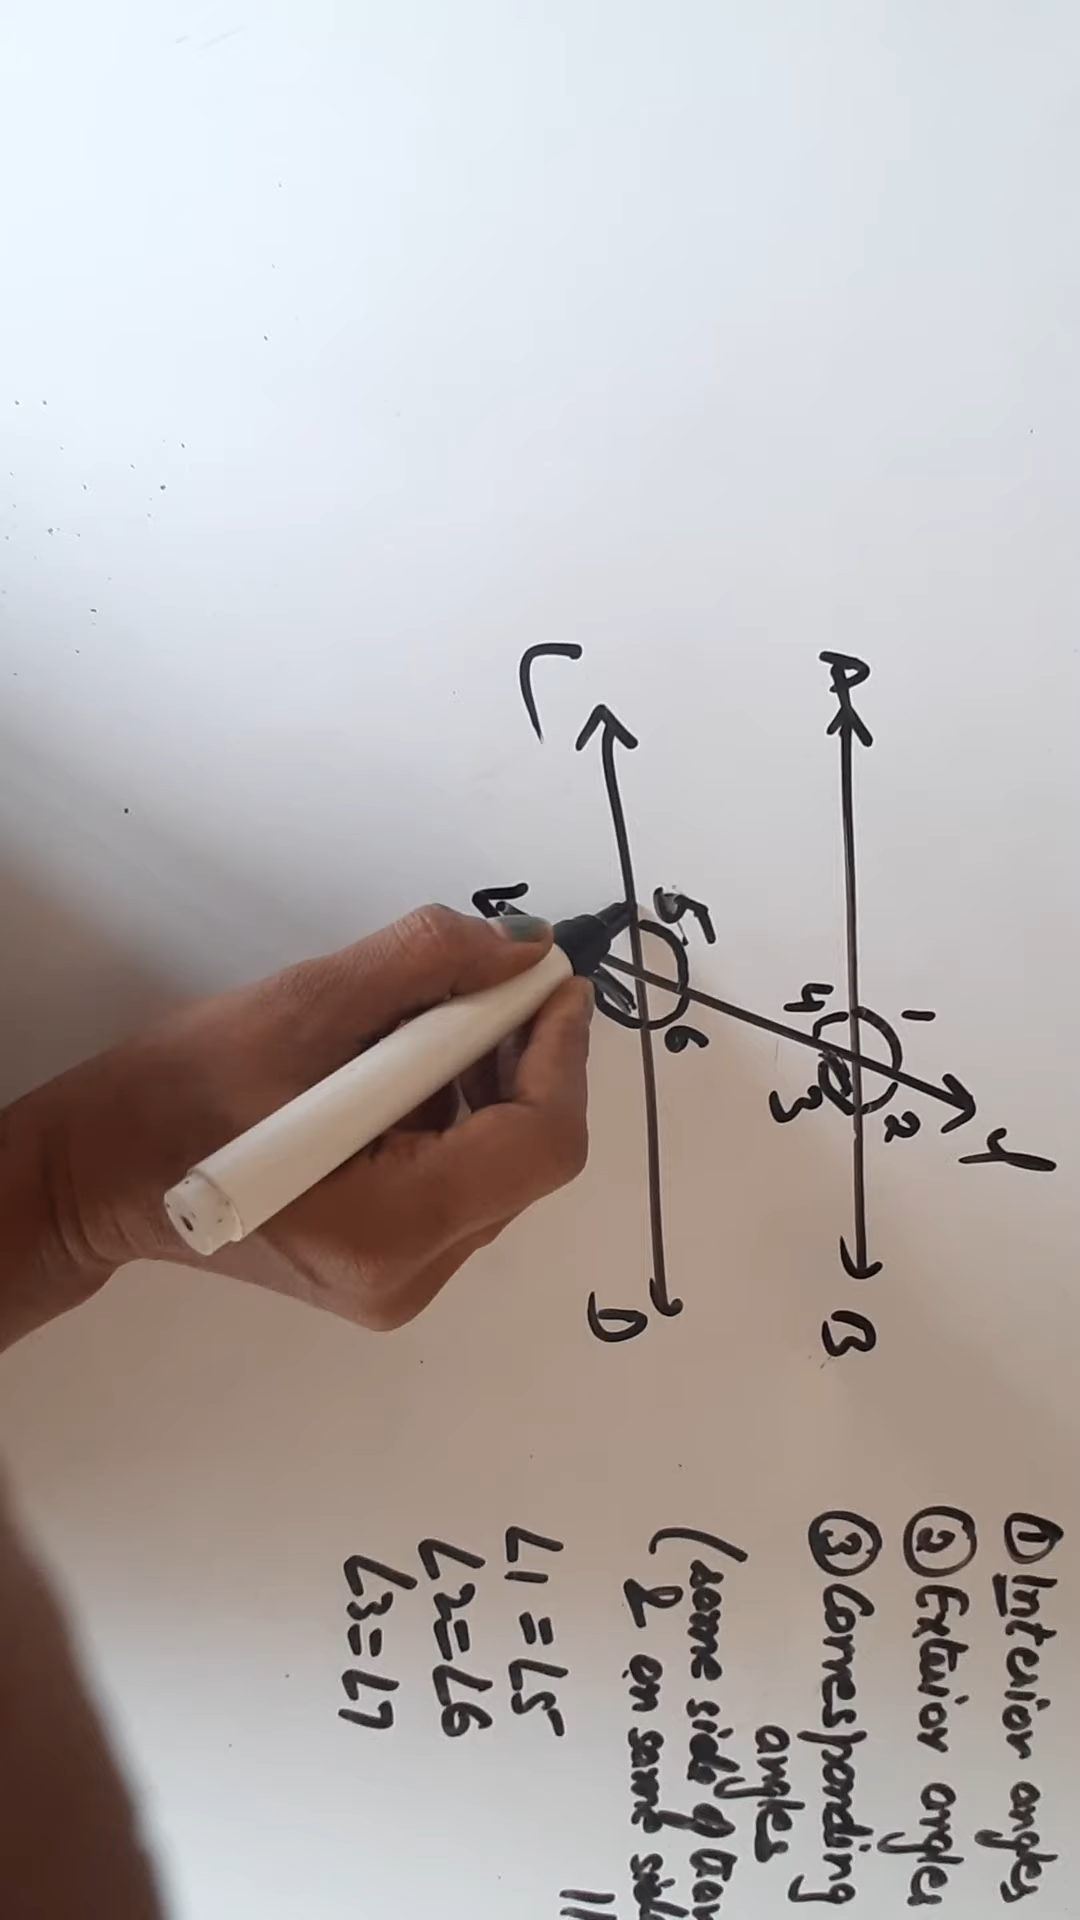 A
B
Y
1
2
4
3
5
6
C
D
① Interior angles
② Exterior angles
③ Corresponding
angles
(same side of
& on same side
∠1 = ∠5
∠2 = ∠6
∠3 = ∠7